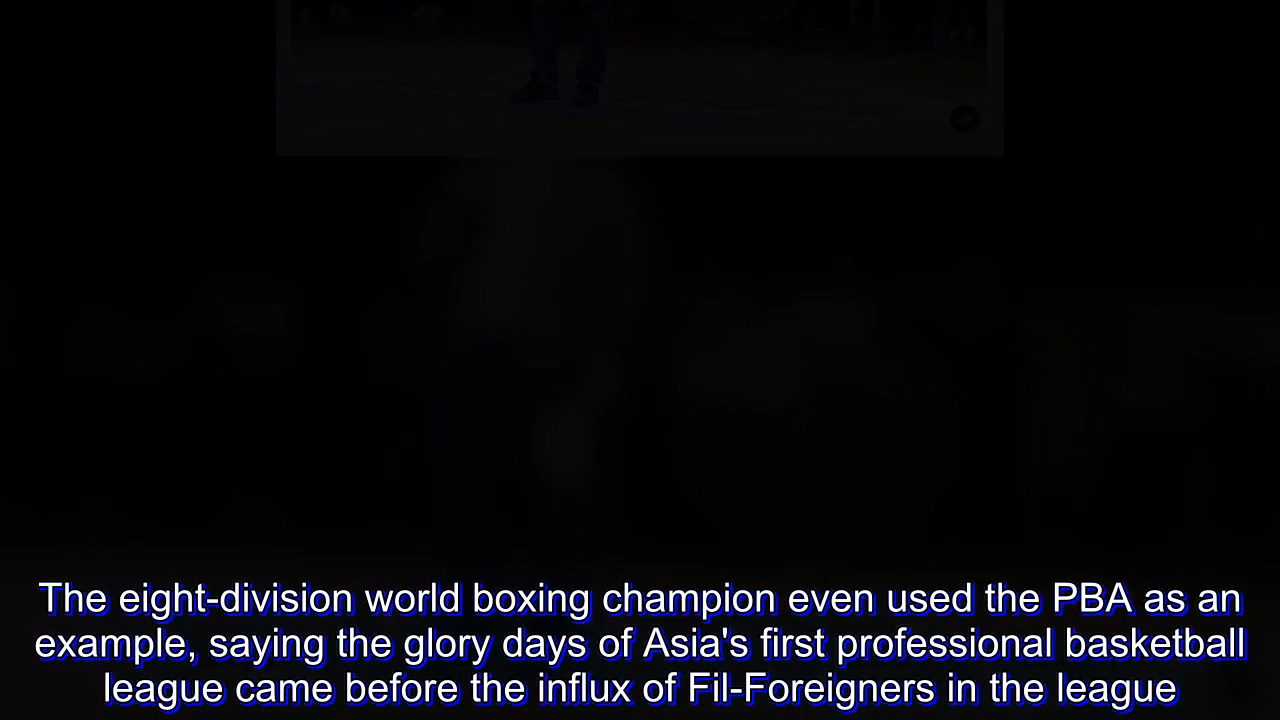 The eight-division world boxing champion even used the PBA as an
example, saying the glory days of Asia's first professional basketball
league came before the influx of Fil-Foreigners in the league